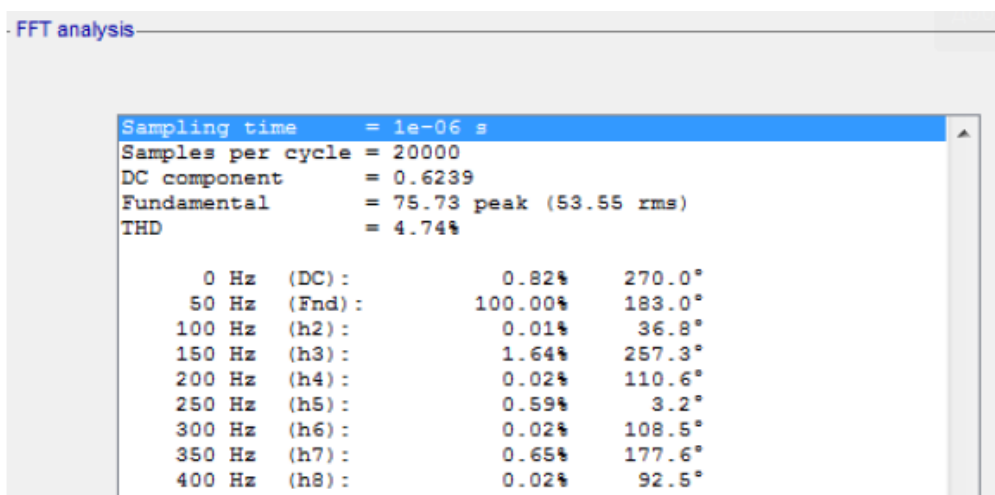 FFT analysis
Sampling time = 1e-06 s
Samples per cycle = 20000
DC component = 0.6239
Fundamental = 75.73 peak (53.55 rms)
THD = 4.74%
0 Hz (DC): 0.82% 270.0°
50 Hz (Fnd): 100.00% 183.0°
100 Hz (h2): 0.01% 36.8°
150 Hz (h3): 1.64% 257.3°
200 Hz (h4): 0.02% 110.6°
250 Hz (h5): 0.59% 3.2°
300 Hz (h6): 0.02% 108.5°
350 Hz (h7): 0.65% 177.6°
400 Hz (h8): 0.02% 92.5°